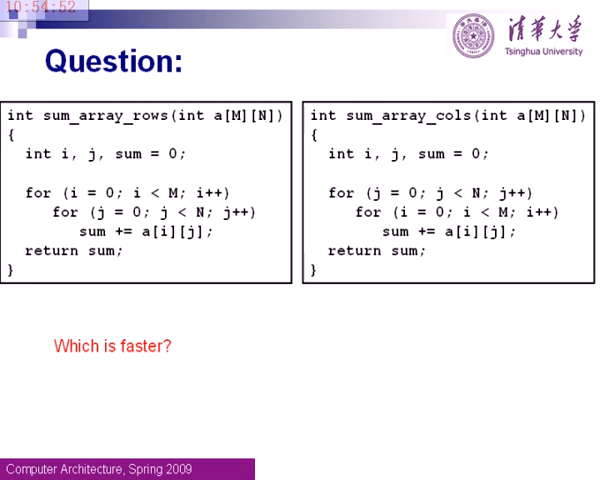 10:54:52
清华大学
Tsinghua University
Question:
int sum_array_rows(int a[M][N])
{
int i, j, sum = 0;
for (i = 0; i < M; i++)
for (j = 0; j < N; j++)
sum += a[i][j];
return sum;
}
int sum_array_cols(int a[M][N])
{
int i, j, sum = 0;
for (j = 0; j < N; j++)
for (i = 0; i < M; i++)
sum += a[i][j];
return sum;
}
Which is faster?
Computer Architecture, Spring 2009